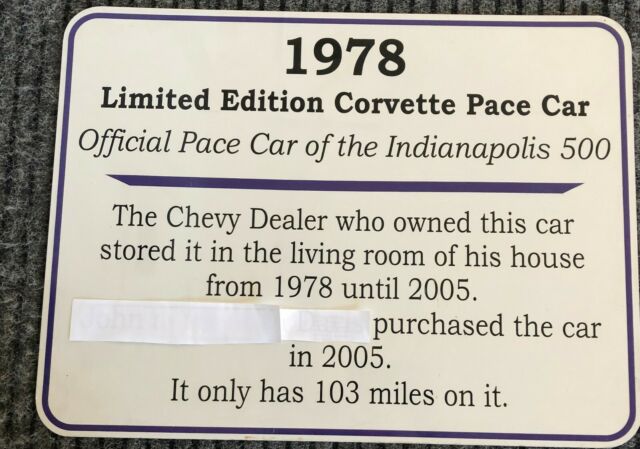 1978
Limited Edition Corvette Pace Car
Official Pace Car of the Indianapolis 500
The Chevy Dealer who owned this car
stored it in the living room of his house
from 1978 until 2005.
purchased the car
in 2005.
It only has 103 miles on it.